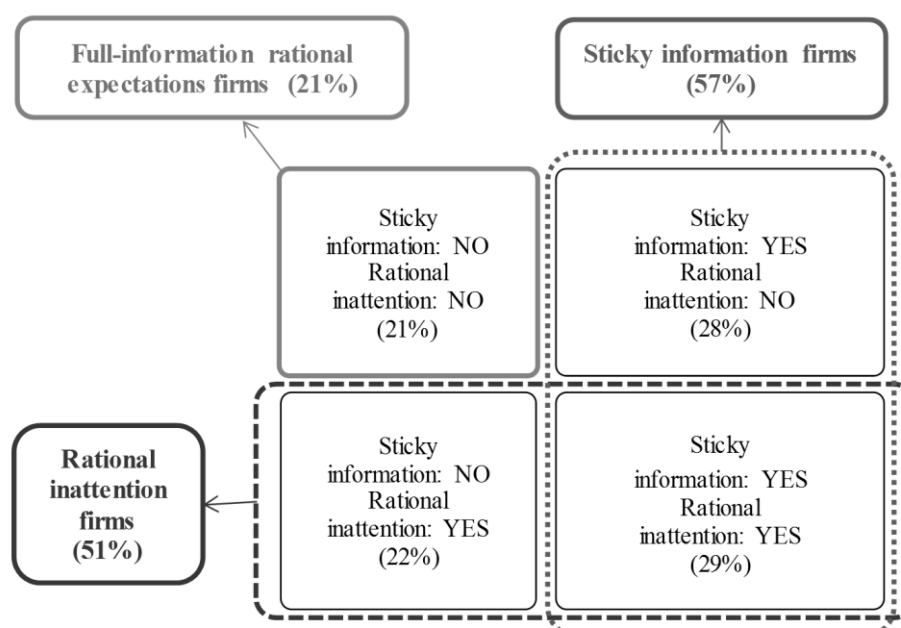 Full-information rational
expectations firms (21%)
Sticky information firms
(57%)
Sticky
information: NO
Rational
inattention: NO
(21%)
Sticky
information: YES
Rational
inattention: NO
(28%)
Rational
inattention
firms
(51%)
Sticky
information: NO
Rational
inattention: YES
(22%)
Sticky
information: YES
Rational
inattention: YES
(29%)